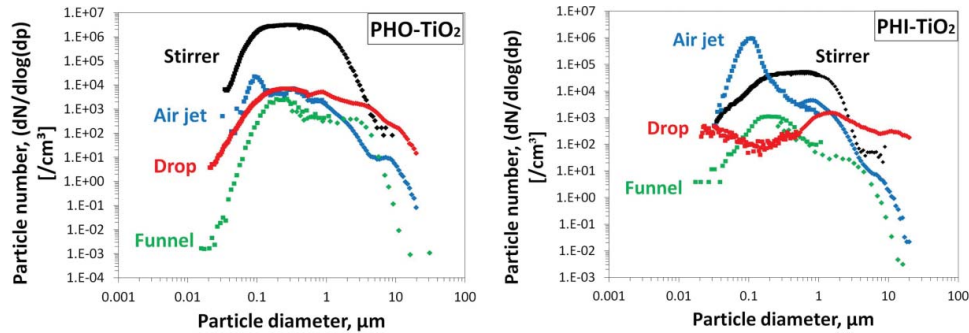 PHO-TiO₂
Particle number, (dN/dlog(dp)
[/cm³]
1.E+07
1.E+06
1.E+05
1.E+04
1.E+03
1.E+02
1.E+01
1.E+00
1.E-01
1.E-02
1.E-03
1.E-04
Stirrer
Air jet
Drop
Funnel
0.001 0.01 0.1 1 10 100
Particle diameter, µm
PHI-TiO₂
Particle number, (dN/dlog(dp)
[/cm³]
1.E+07
1.E+06
1.E+05
1.E+04
1.E+03
1.E+02
1.E+01
1.E+00
1.E-01
1.E-02
1.E-03
Air jet
Stirrer
Drop
Funnel
0.001 0.01 0.1 1 10 100
Particle diameter, µm